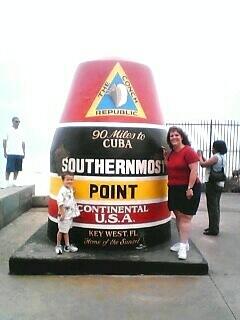 THE CONCH
REPUBLIC
90 Miles to
CUBA
SOUTHERNMOST
POINT
CONTINENTAL
U.S.A.
KEY WEST, FL
Home of the Sunset